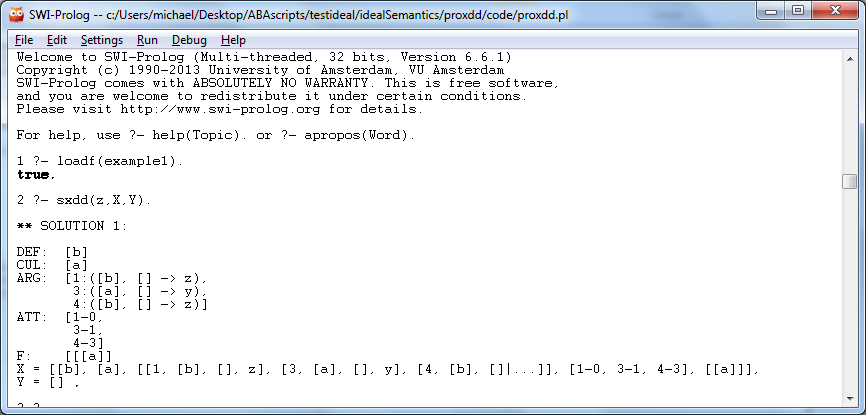 SWI-Prolog -- c:/Users/michael/Desktop/ABAscripts/testideal/idealSemantics/proxdd/code/proxdd.pl
File Edit Settings Run Debug Help
Welcome to SWI-Prolog (Multi-threaded, 32 bits, Version 6.6.1)
Copyright (c) 1990-2013 University of Amsterdam, VU Amsterdam
SWI-Prolog comes with ABSOLUTELY NO WARRANTY. This is free software,
and you are welcome to redistribute it under certain conditions.
Please visit http://www.swi-prolog.org for details.
For help, use ?- help(Topic). or ?- apropos(Word).
1 ?- loadf(example1).
true.
2 ?- sxdd(z,X,Y).
** SOLUTION 1:
DEF: [b]
CUL: [a]
ARG: [1:([b], [] -> z),
3:([a], [] -> y),
4:([b], [] -> z)]
ATT: [1-0,
3-1,
4-3]
F: [[[a]]
X = [[b], [a], [[1, [b], [], z], [3, [a], [], y], [4, [b], []|...]], [1-0, 3-1, 4-3], [[a]]],
Y = [] ,